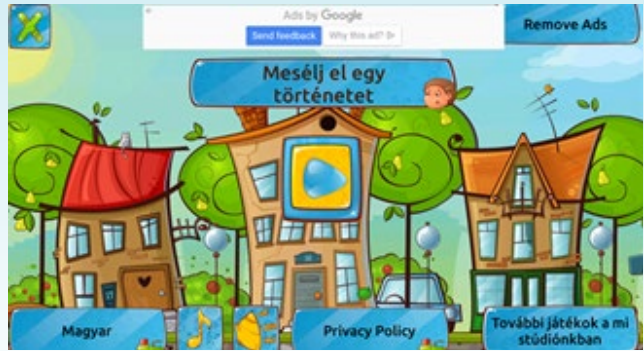 Ads by Google
Send feedback
Why this ad?
Remove Ads
Mesélj el egy
történetet
Magyar
Privacy Policy
További játékok a mi
stúdiónkban